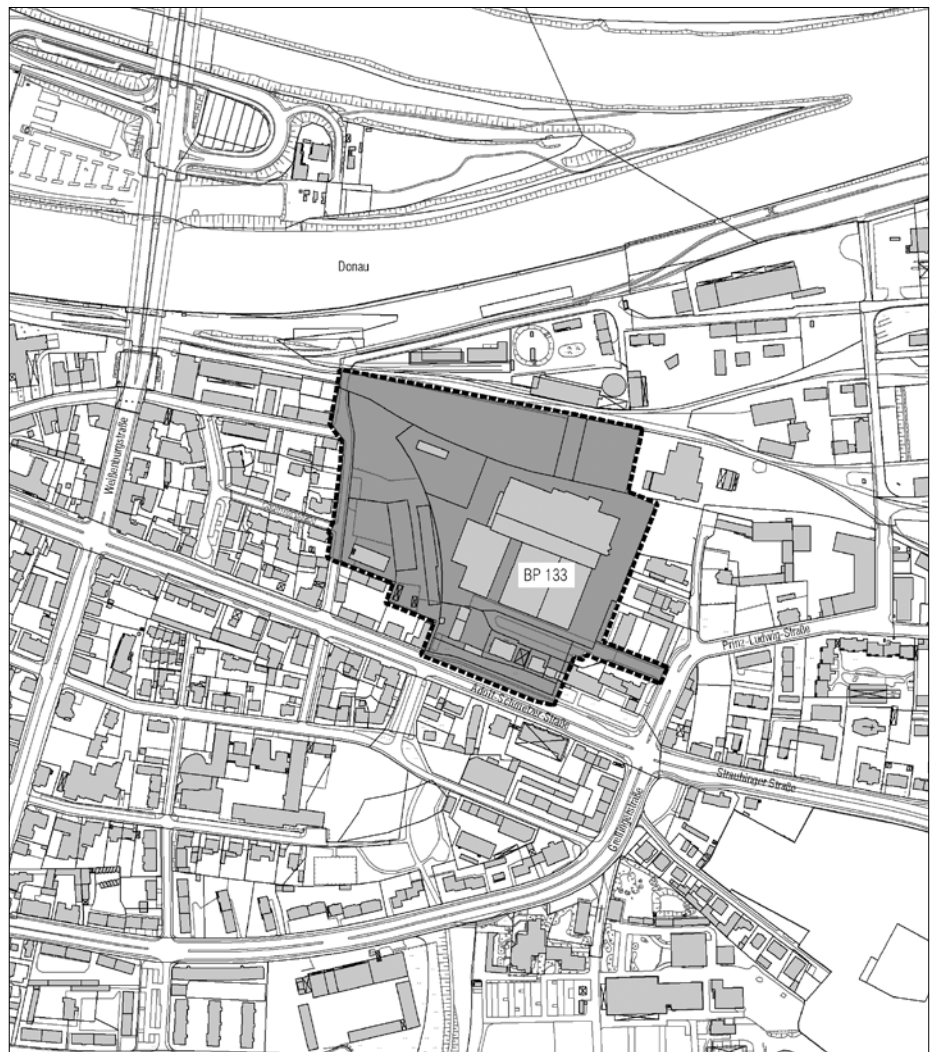 Donau
Weißenburgstraße
BP 133
Prinz-Ludwig-Straße
Adolf-Schmetzer-Straße
Straubinger Straße
Greflingerstraße